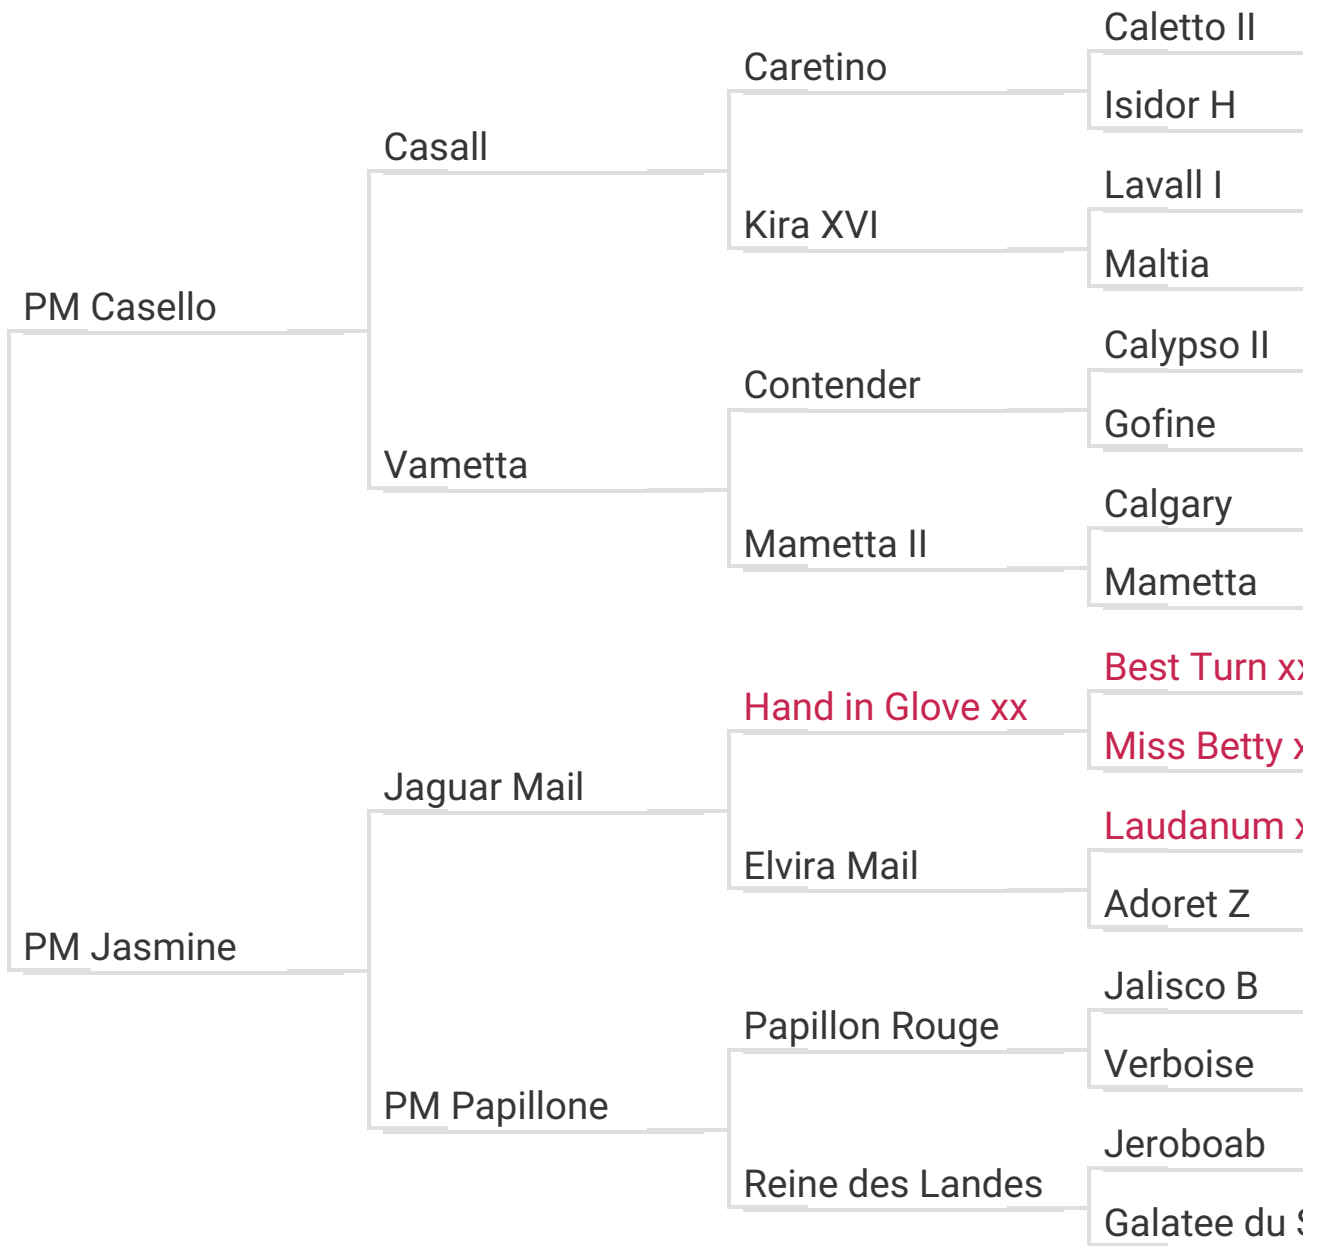 Caletto II
Caretino
Isidor H
Casall
Lavall I
Kira XVI
Maltia
PM Casello
Calypso II
Contender
Gofine
Vametta
Calgary
Mametta II
Mametta
Best Turn
Hand in Glove xx
Miss Betty
Jaguar Mail
Laudanum
Elvira Mail
Adoret Z
PM Jasmine
Jalisco B
Papillon Rouge
Verboise
PM Papillone
Jeroboab
Reine des Landes
Galatee du